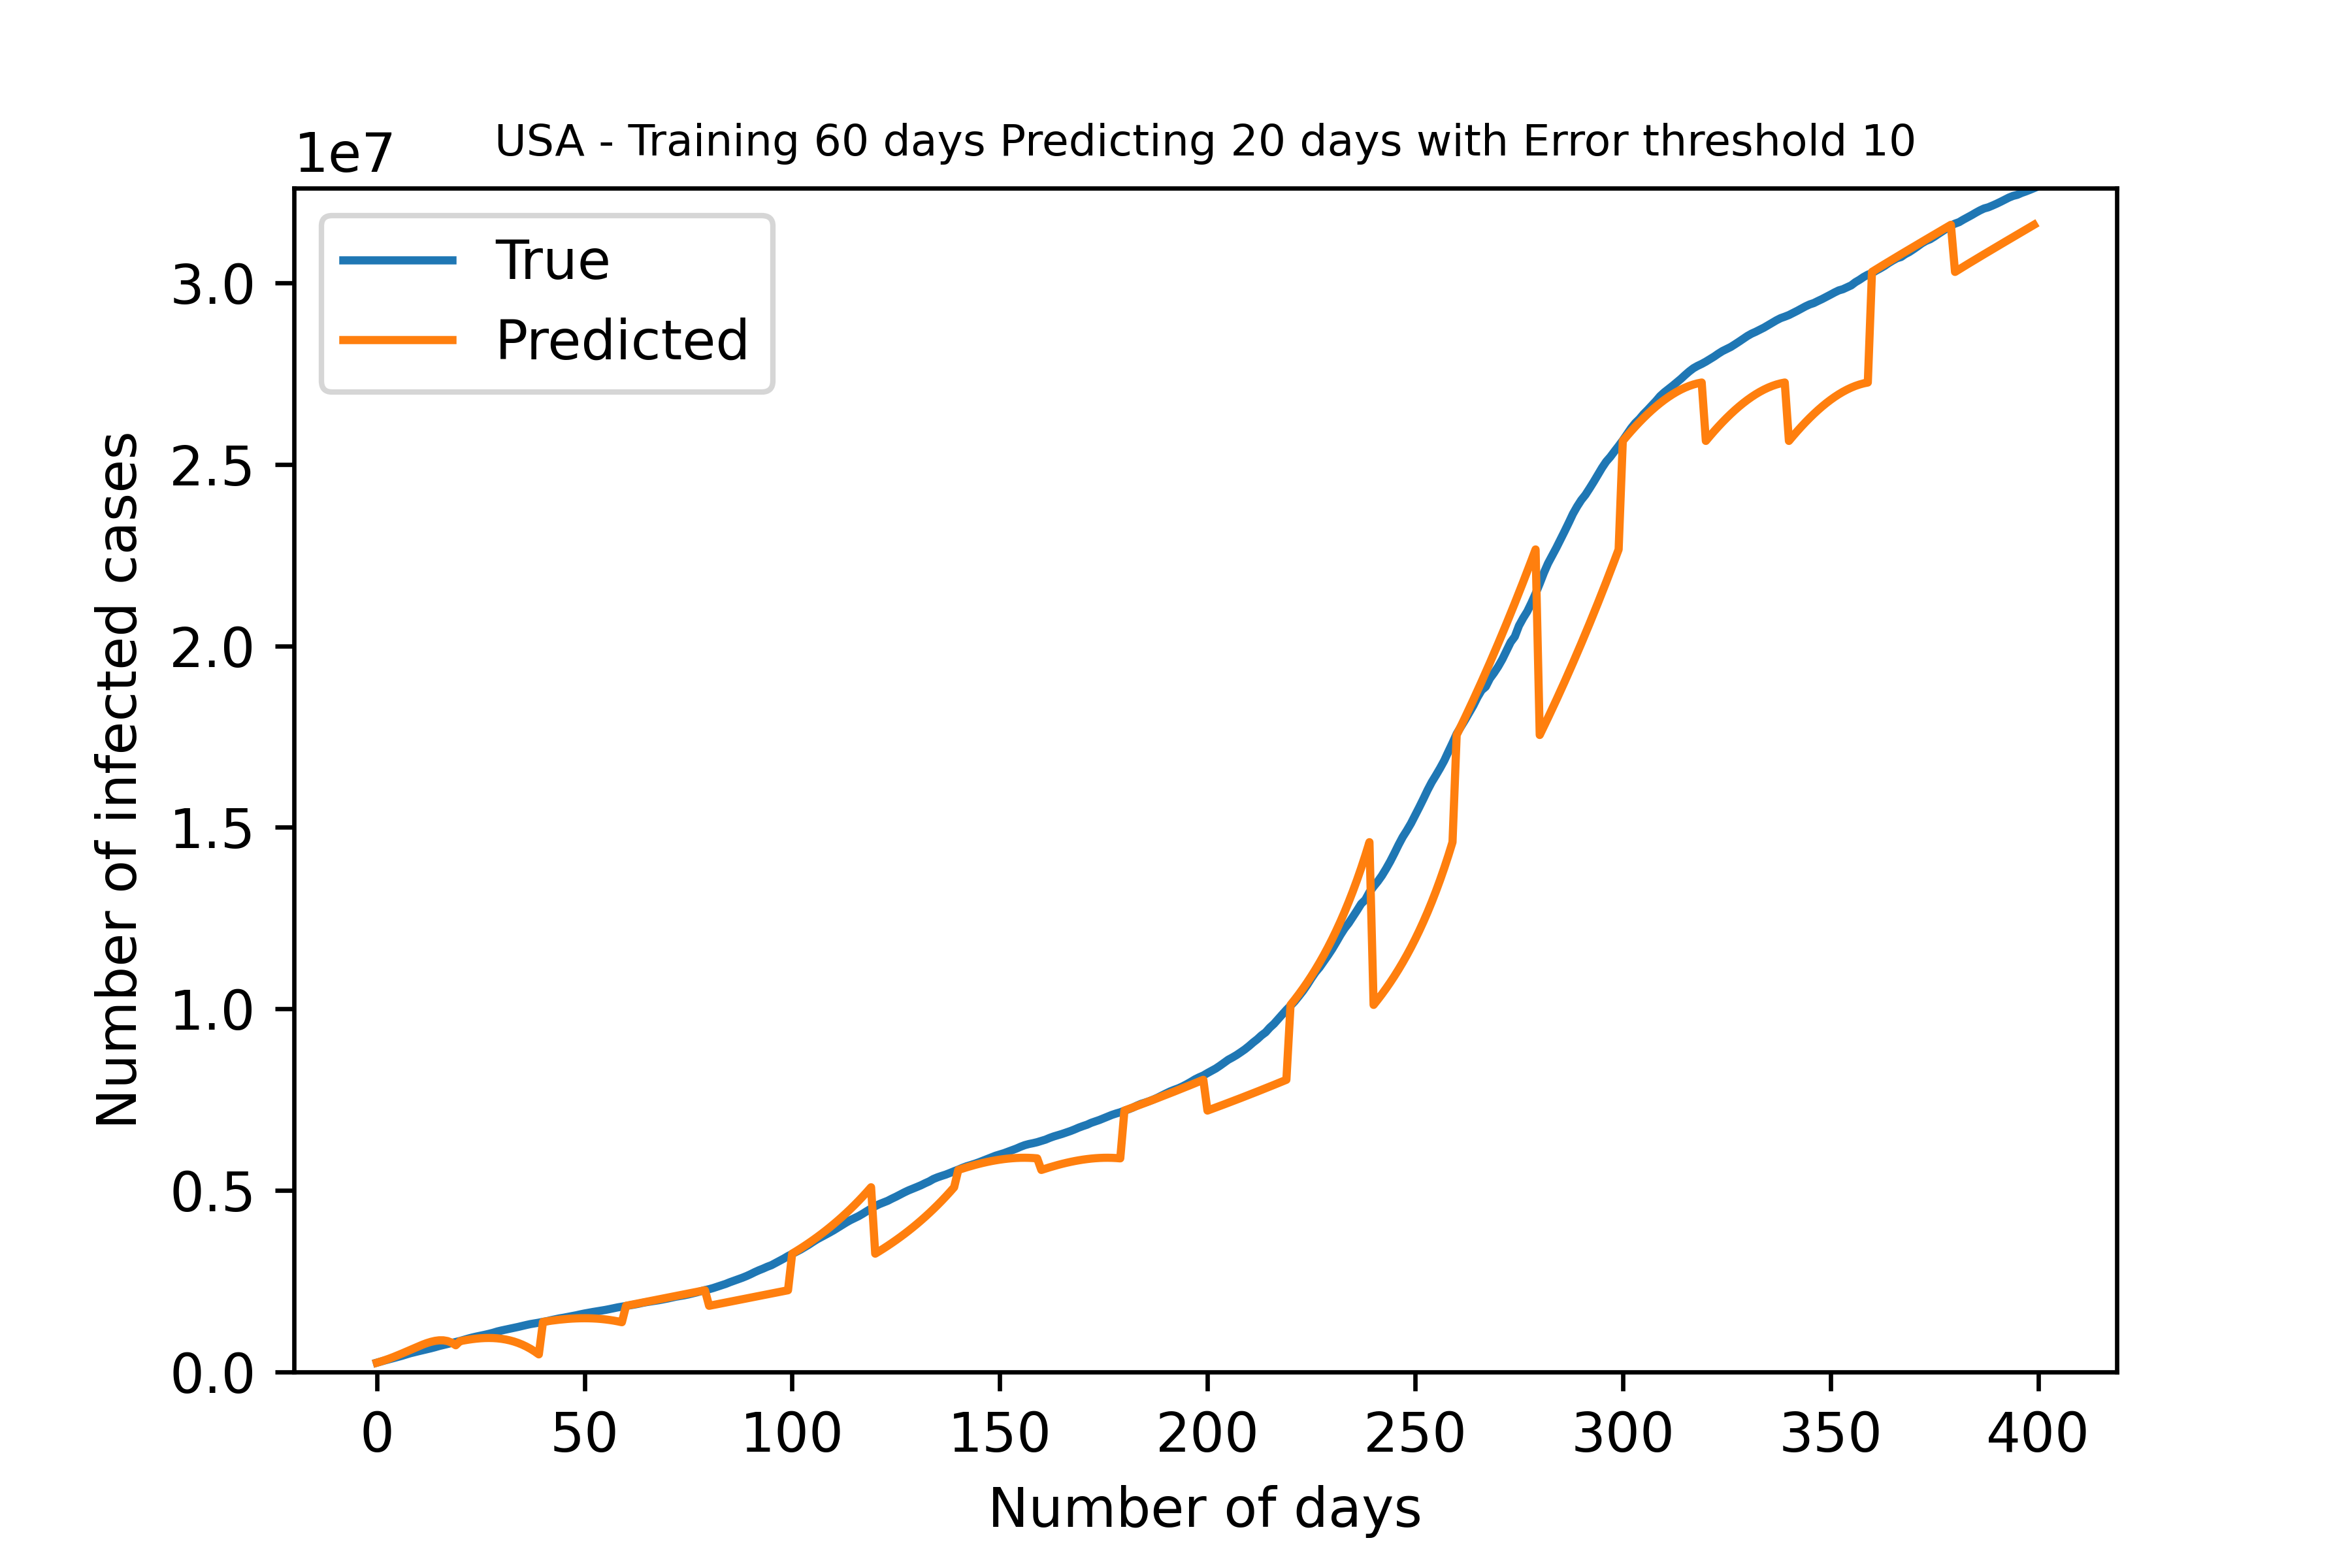 USA - Training 60 days Predicting 20 days with Error threshold 10
1e7
True
Predicted
3.0
2.5
2.0
1.5
1.0
0.5
0.0
Number of infected cases
0 50 100 150 200 250 300 350 400
Number of days